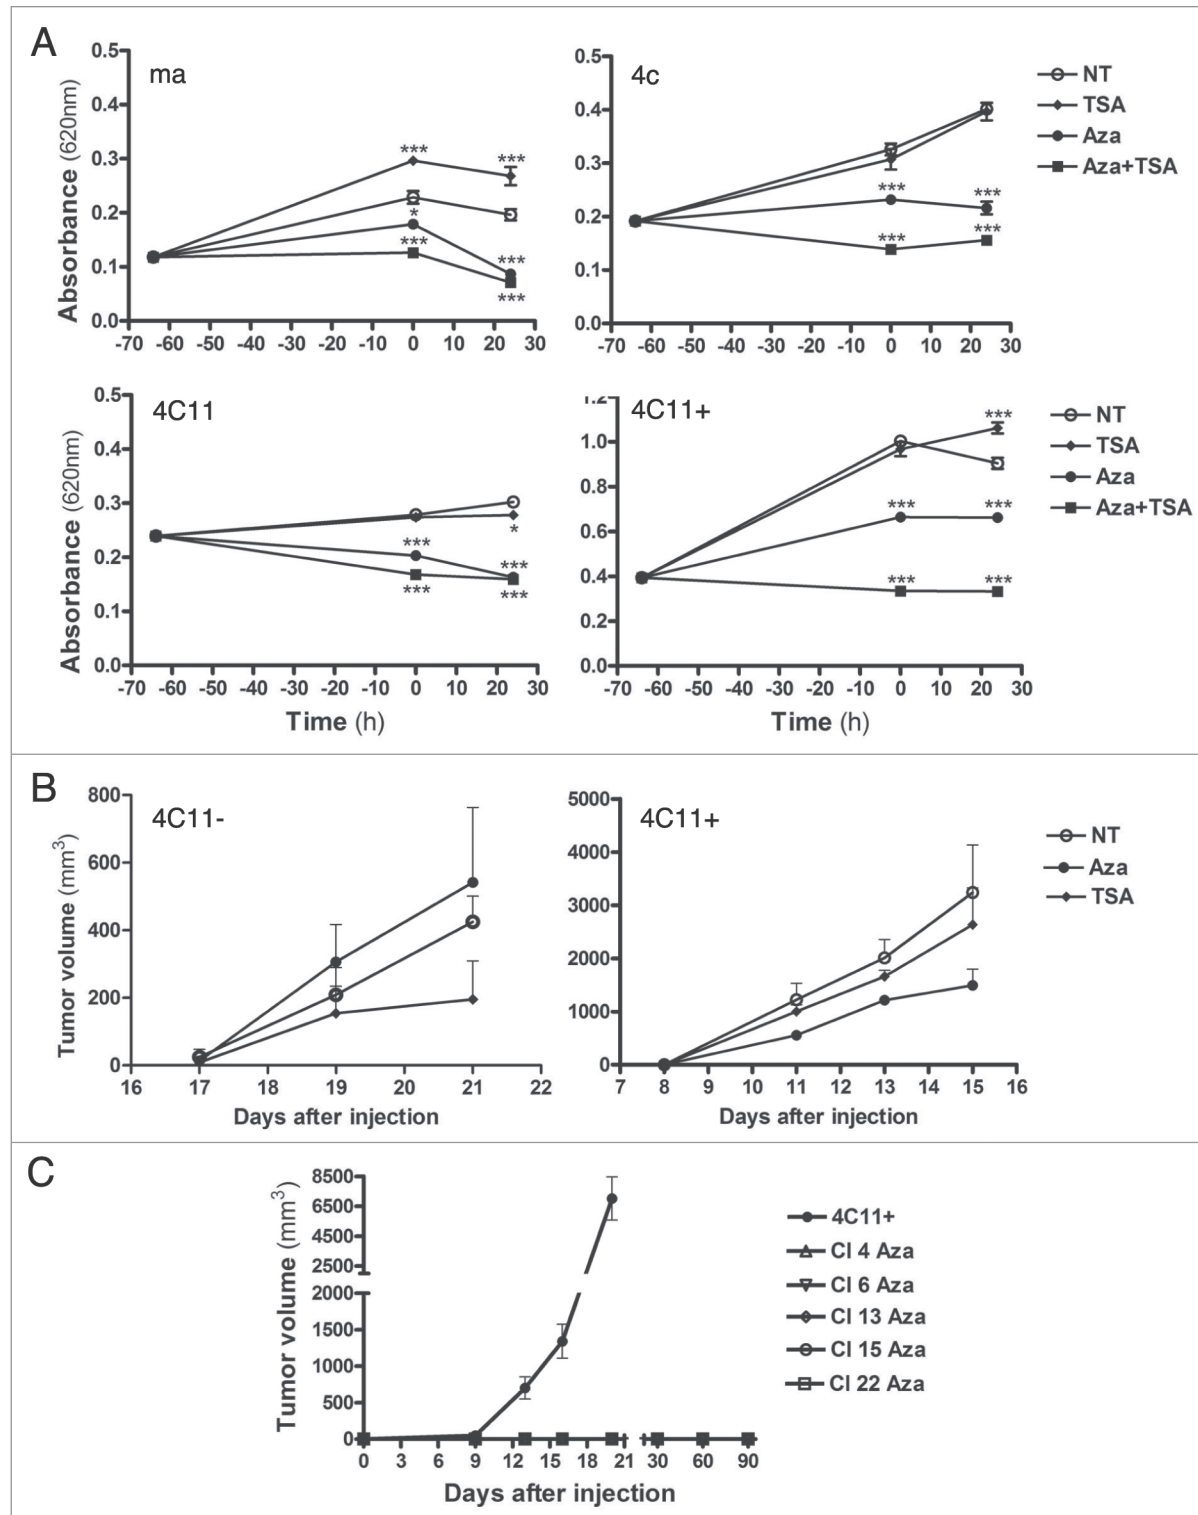 A
ma
Absorbance (620nm)
0.5
0.4
0.3
0.2
0.1
0.0
*** ***
*
*** ***
***
-70 -60 -50 -40 -30 -20 -10 0 10 20 30
4c
0.5
0.4
0.3
0.2
0.1
0.0
*** ***
*** ***
-70 -60 -50 -40 -30 -20 -10 0 10 20 30
NT
TSA
Aza
Aza+TSA
4C11
Absorbance (620nm)
0.5
0.4
0.3
0.2
0.1
0.0
*
*** ***
*** ***
-70 -60 -50 -40 -30 -20 -10 0 10 20 30
Time (h)
4C11+
1.2
1.0
0.8
0.6
0.4
0.2
0.0
***
*** ***
*** ***
-70 -60 -50 -40 -30 -20 -10 0 10 20 30
Time (h)
NT
TSA
Aza
Aza+TSA
B
4C11-
Tumor volume (mm³)
800
600
400
200
0
16 17 18 19 20 21 22
Days after injection
4C11+
5000
4000
3000
2000
1000
0
7 8 9 10 11 12 13 14 15 16
Days after injection
NT
Aza
TSA
C
Tumor volume (mm³)
8500
6500
4500
2500
2000
1500
1000
500
0
0 3 6 9 12 15 18 21 30 60 90
Days after injection
4C11+
Cl 4 Aza
Cl 6 Aza
Cl 13 Aza
Cl 15 Aza
Cl 22 Aza